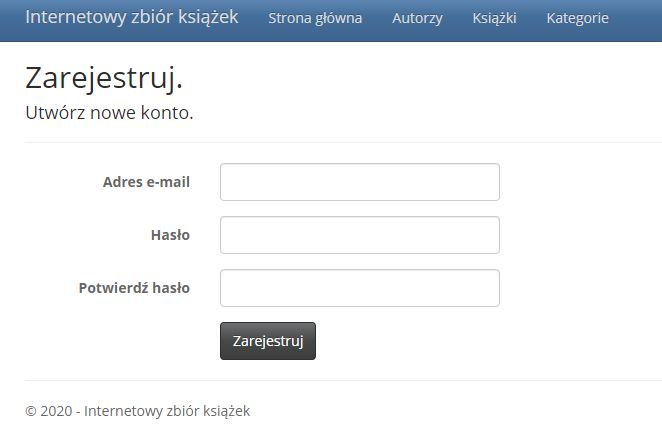 Internetowy zbiór książek Strona główna Autorzy Książki Kategorie
Zarejestruj.
Utwórz nowe konto.
Adres e-mail
Hasło
Potwierdź hasło
Zarejestruj
© 2020 - Internetowy zbiór książek